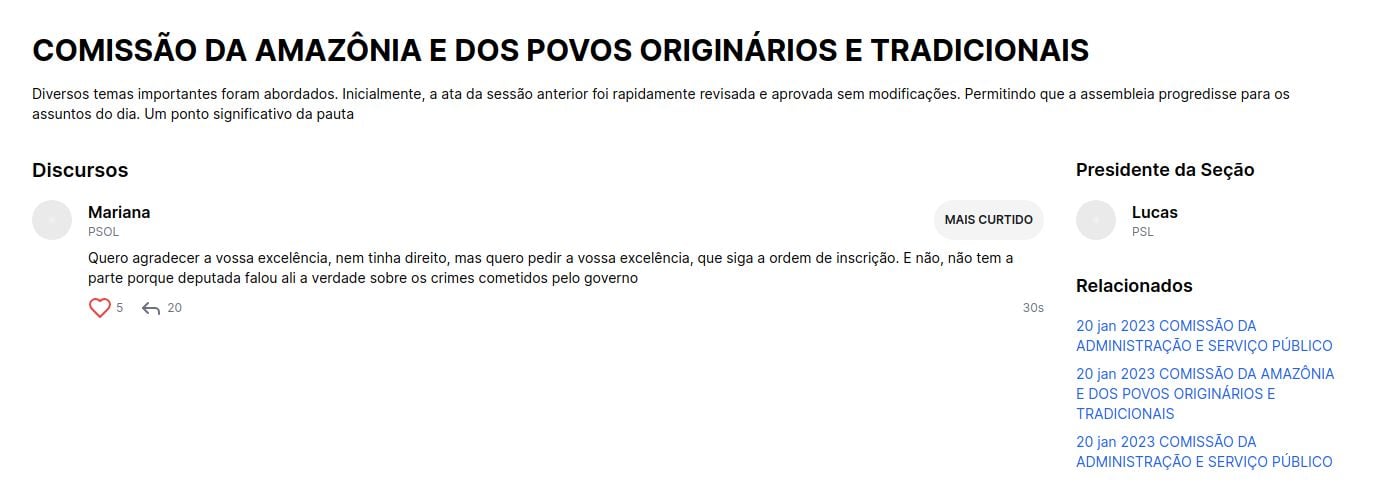 COMISSÃO DA AMAZÔNIA E DOS POVOS ORIGINÁRIOS E TRADICIONAIS
Diversos temas importantes foram abordados. Inicialmente, a ata da sessão anterior foi rapidamente revisada e aprovada sem modificações. Permitindo que a assembleia progredisse para os
assuntos do dia. Um ponto significativo da pauta
Discursos
Mariana
PSOL
MAIS CURTIDO
Quero agradecer a vossa excelência, nem tinha direito, mas quero pedir a vossa excelência, que siga a ordem de inscrição. E não, não tem a
parte porque deputada falou ali a verdade sobre os crimes cometidos pelo governo
5 20 30s
Presidente da Seção
Lucas
PSL
Relacionados
20 jan 2023 COMISSÃO DA
ADMINISTRAÇÃO E SERVIÇO PÚBLICO
20 jan 2023 COMISSÃO DA AMAZÔNIA
E DOS POVOS ORIGINÁRIOS E
TRADICIONAIS
20 jan 2023 COMISSÃO DA
ADMINISTRAÇÃO E SERVIÇO PÚBLICO